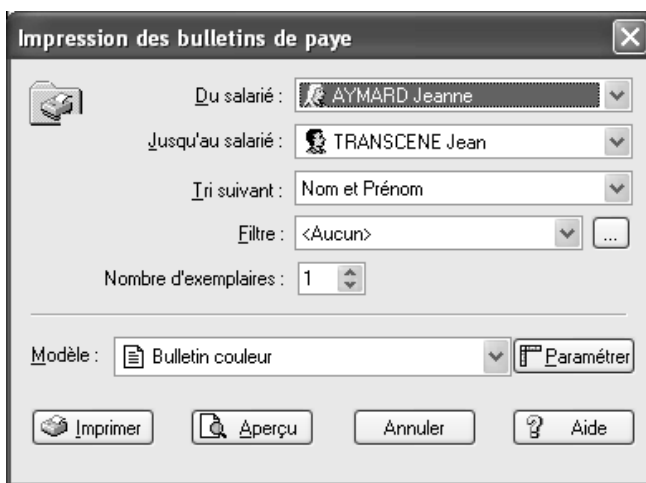 Impression des bulletins de paye
Du salarié : AYMARD Jeanne
Jusqu'au salarié : TRANSCENE Jean
Tri suivant : Nom et Prénom
Filtre : <Aucun> ...
Nombre d'exemplaires : 1
Modèle : Bulletin couleur Paramétrer
Imprimer Aperçu Annuler Aide